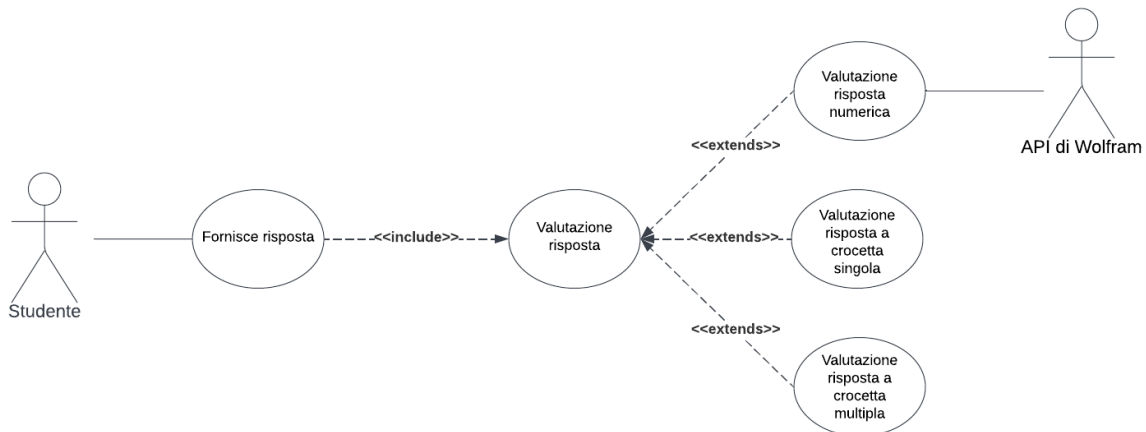 Valutazione
risposta
numerica
API di Wolfram
<<extends>>
Studente
Fornisce risposta
<<include>>
Valutazione
risposta
<<extends>>
Valutazione
risposta a
crocetta
singola
<<extends>>
Valutazione
risposta a
crocetta
multipla